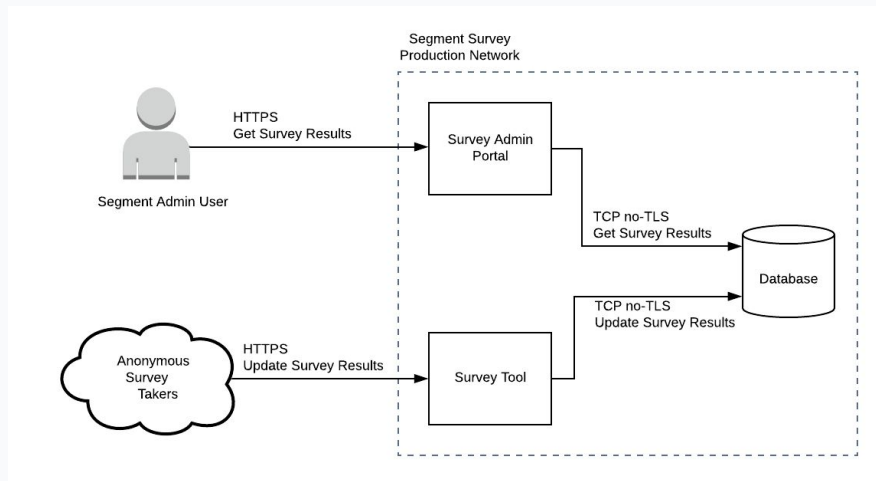 Segment Survey
Production Network
HTTPS
Get Survey Results
Survey Admin
Portal
Segment Admin User
TCP no-TLS
Get Survey Results
Database
TCP no-TLS
Update Survey Results
HTTPS
Update Survey Results
Anonymous
Survey
Takers
Survey Tool